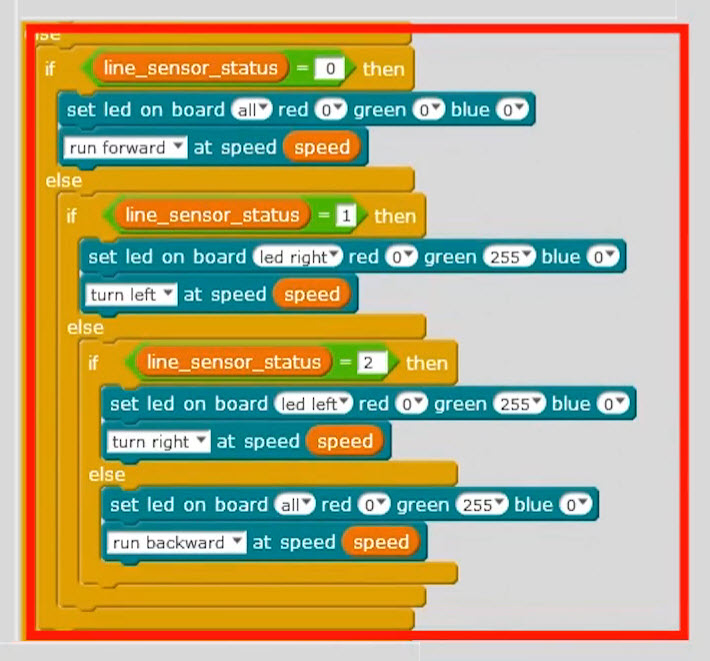 else
if line_sensor_status = 0 then
set led on board all red 0 green 0 blue 0
run forward at speed speed
else
if line_sensor_status = 1 then
set led on board led right red 0 green 255 blue 0
turn left at speed speed
else
if line_sensor_status = 2 then
set led on board led left red 0 green 255 blue 0
turn right at speed speed
else
set led on board all red 0 green 255 blue 0
run backward at speed speed